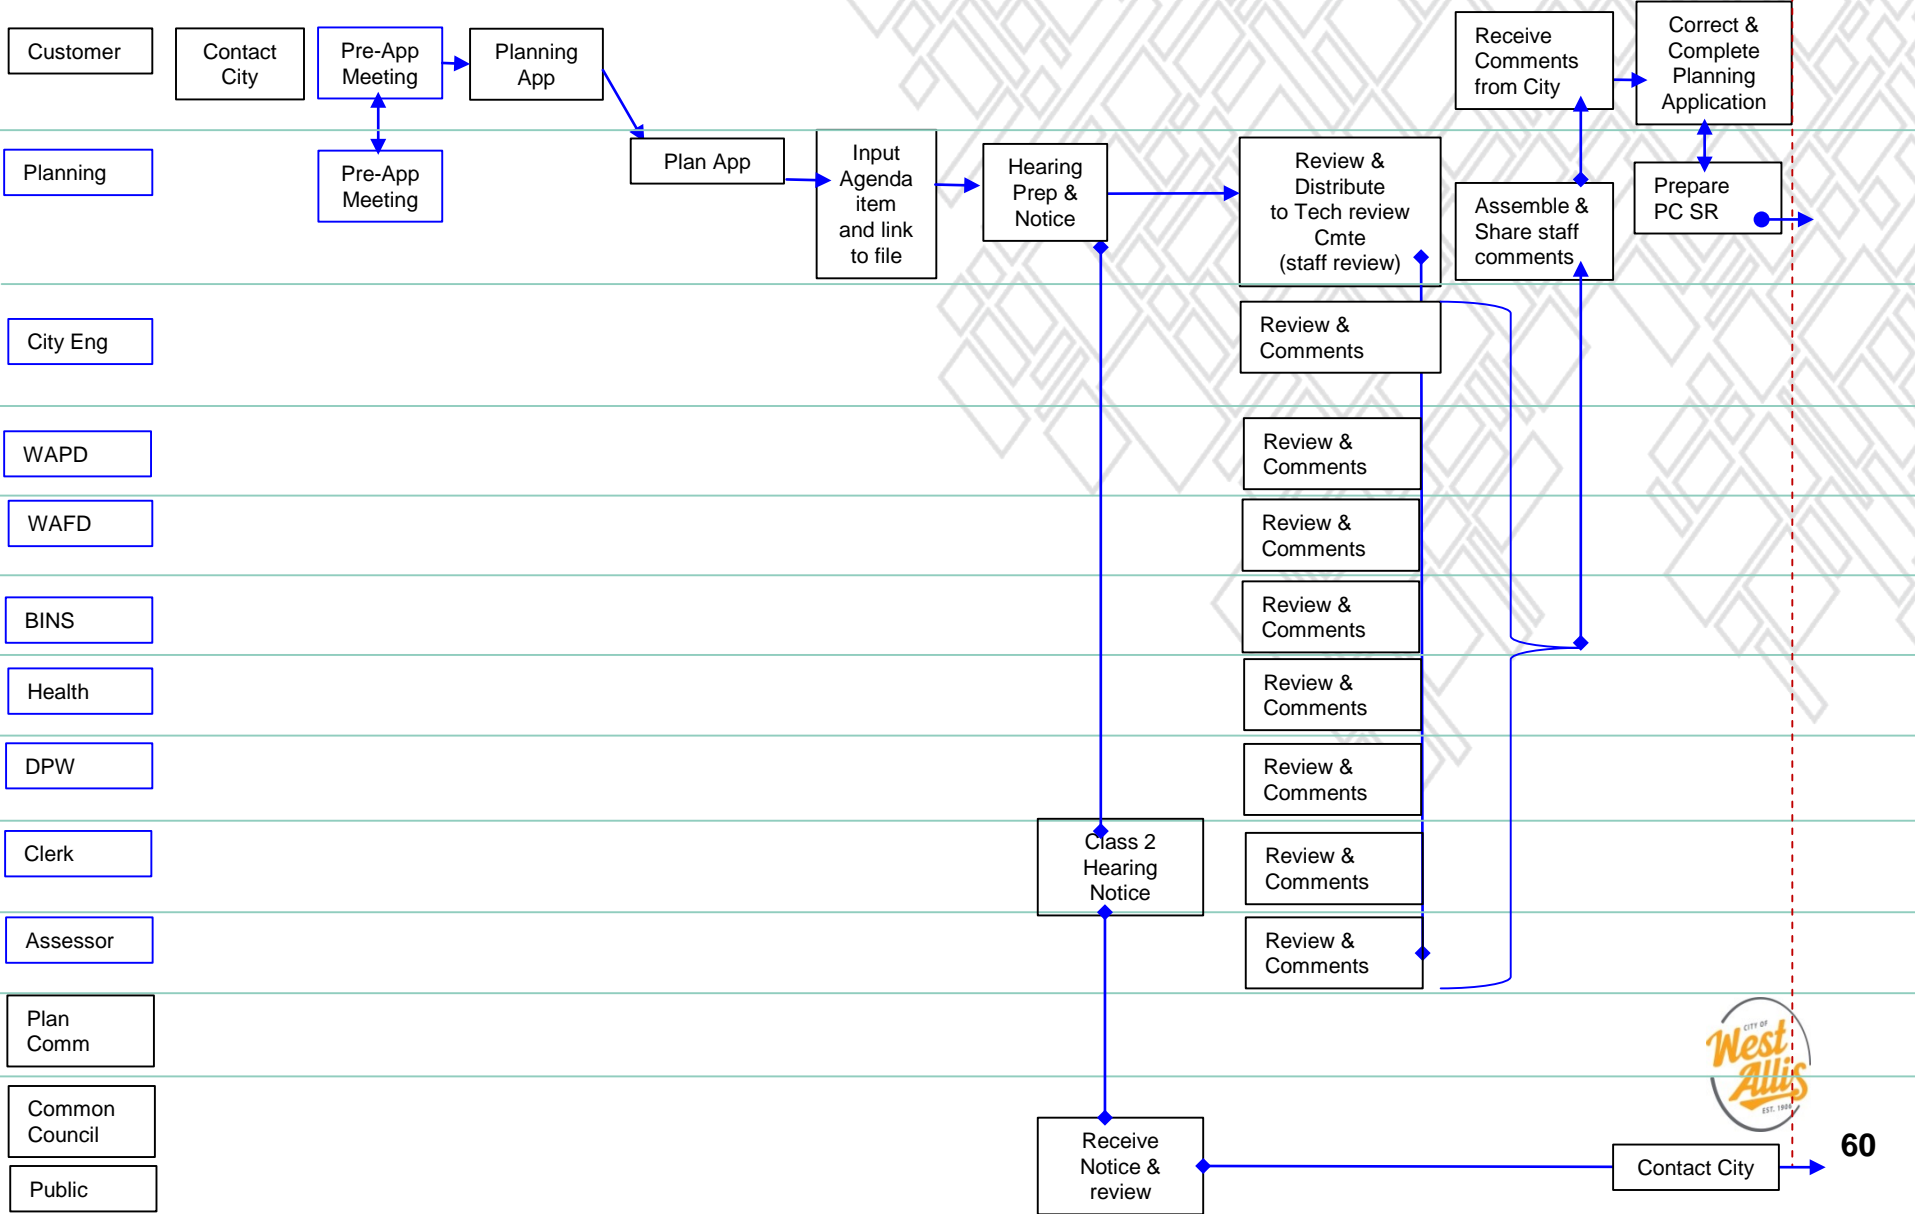 Customer
Contact
City
Pre-App
Meeting
Planning
App
Receive
Comments
from City
Correct &
Complete
Planning
Application
Planning
Pre-App
Meeting
Plan App
Input
Agenda
item
and link
to file
Hearing
Prep &
Notice
Review &
Distribute
to Tech review
Cmte
(staff review)
Assemble &
Share staff
comments
Prepare
PC SR
City Eng
Review &
Comments
WAPD
Review &
Comments
WAFD
Review &
Comments
BINS
Review &
Comments
Health
Review &
Comments
DPW
Review &
Comments
Clerk
Class 2
Hearing
Notice
Review &
Comments
Assessor
Review &
Comments
Plan
Comm
CITY OF
West
Allis
EST. 1906
Common
Council
Public
Receive
Notice &
review
Contact City
60